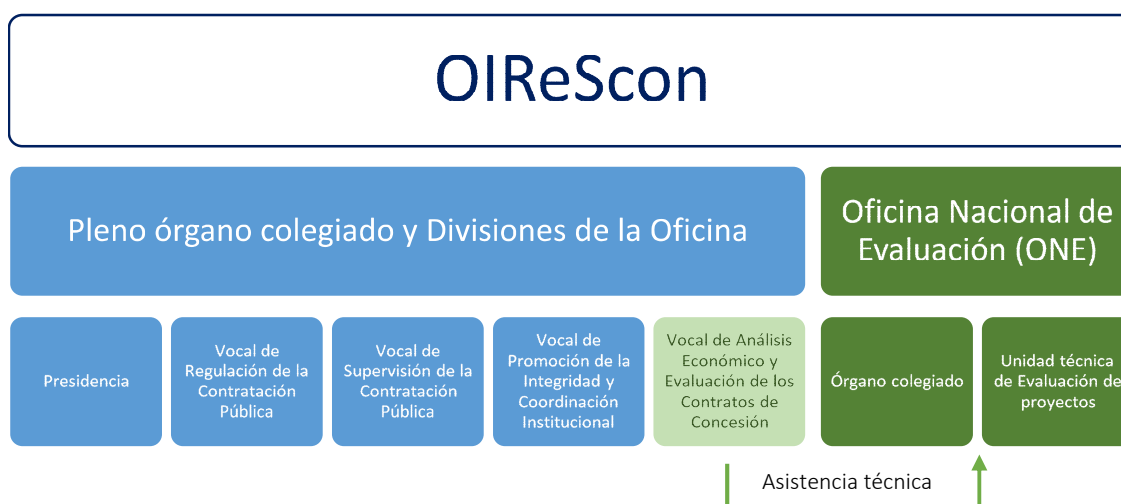 OIReScon
Pleno órgano colegiado y Divisiones de la Oficina
Oficina Nacional de
Evaluación (ONE)
Presidencia
Vocal de
Regulación de la
Contratación
Pública
Vocal de
Supervisión de la
Contratación
Pública
Vocal de
Promoción de la
Integridad y
Coordinación
Institucional
Vocal de Análisis
Económico y
Evaluación de los
Contratos de
Concesión
Órgano colegiado
Unidad técnica
de Evaluación de
proyectos
Asistencia técnica